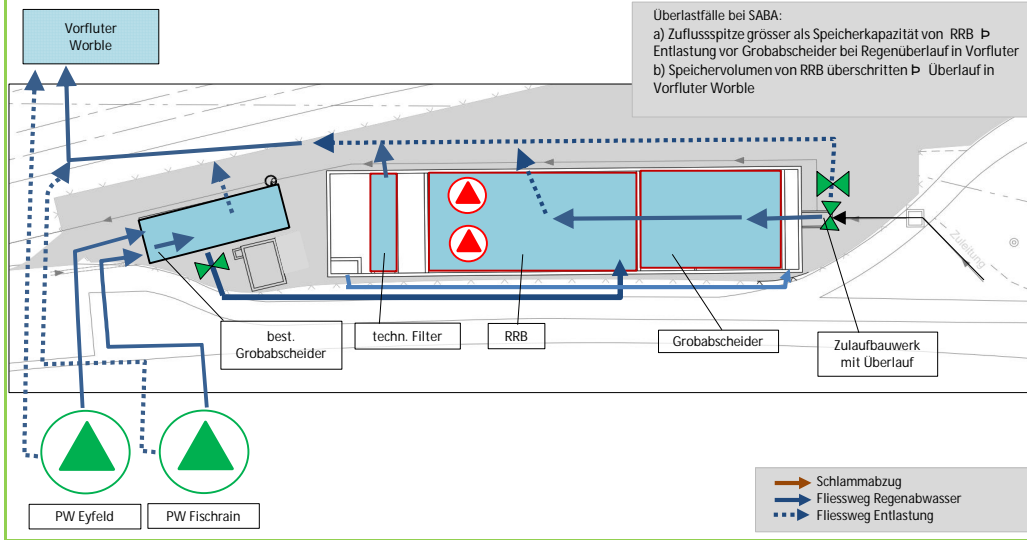 Vorfluter
Worble
Überlastfälle bei SABA:
a) Zuflussspitze grösser als Speicherkapazität von RRB Þ
Entlastung vor Grobabscheider bei Regenüberlauf in Vorfluter
b) Speichervolumen von RRB überschritten Þ Überlauf in
Vorfluter Worble
Zuleitung
best.
Grobabscheider
techn. Filter
RRB
Grobabscheider
Zulaufbauwerk
mit Überlauf
PW Eyfeld
PW Fischrain
Schlammabzug
Fliessweg Regenabwasser
Fliessweg Entlastung